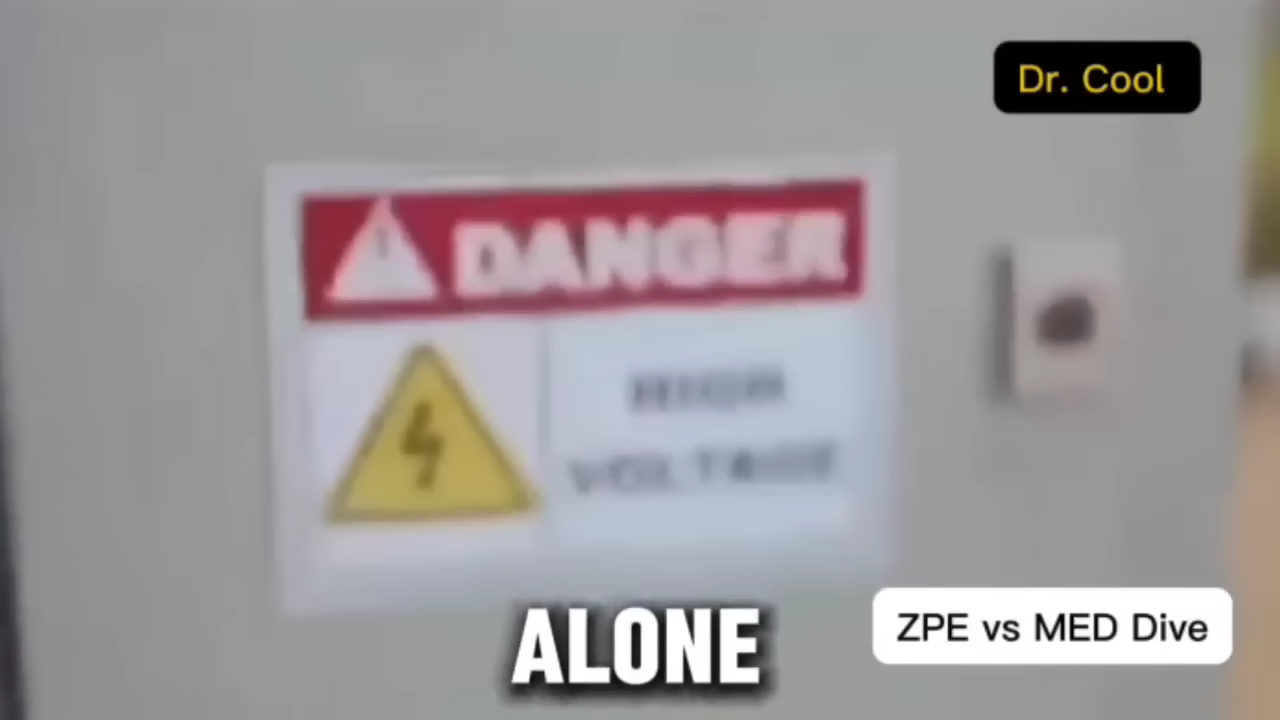 Dr. Cool
DANGER
HIGH
VOLTAGE
ALONE
ZPE vs MED Dive